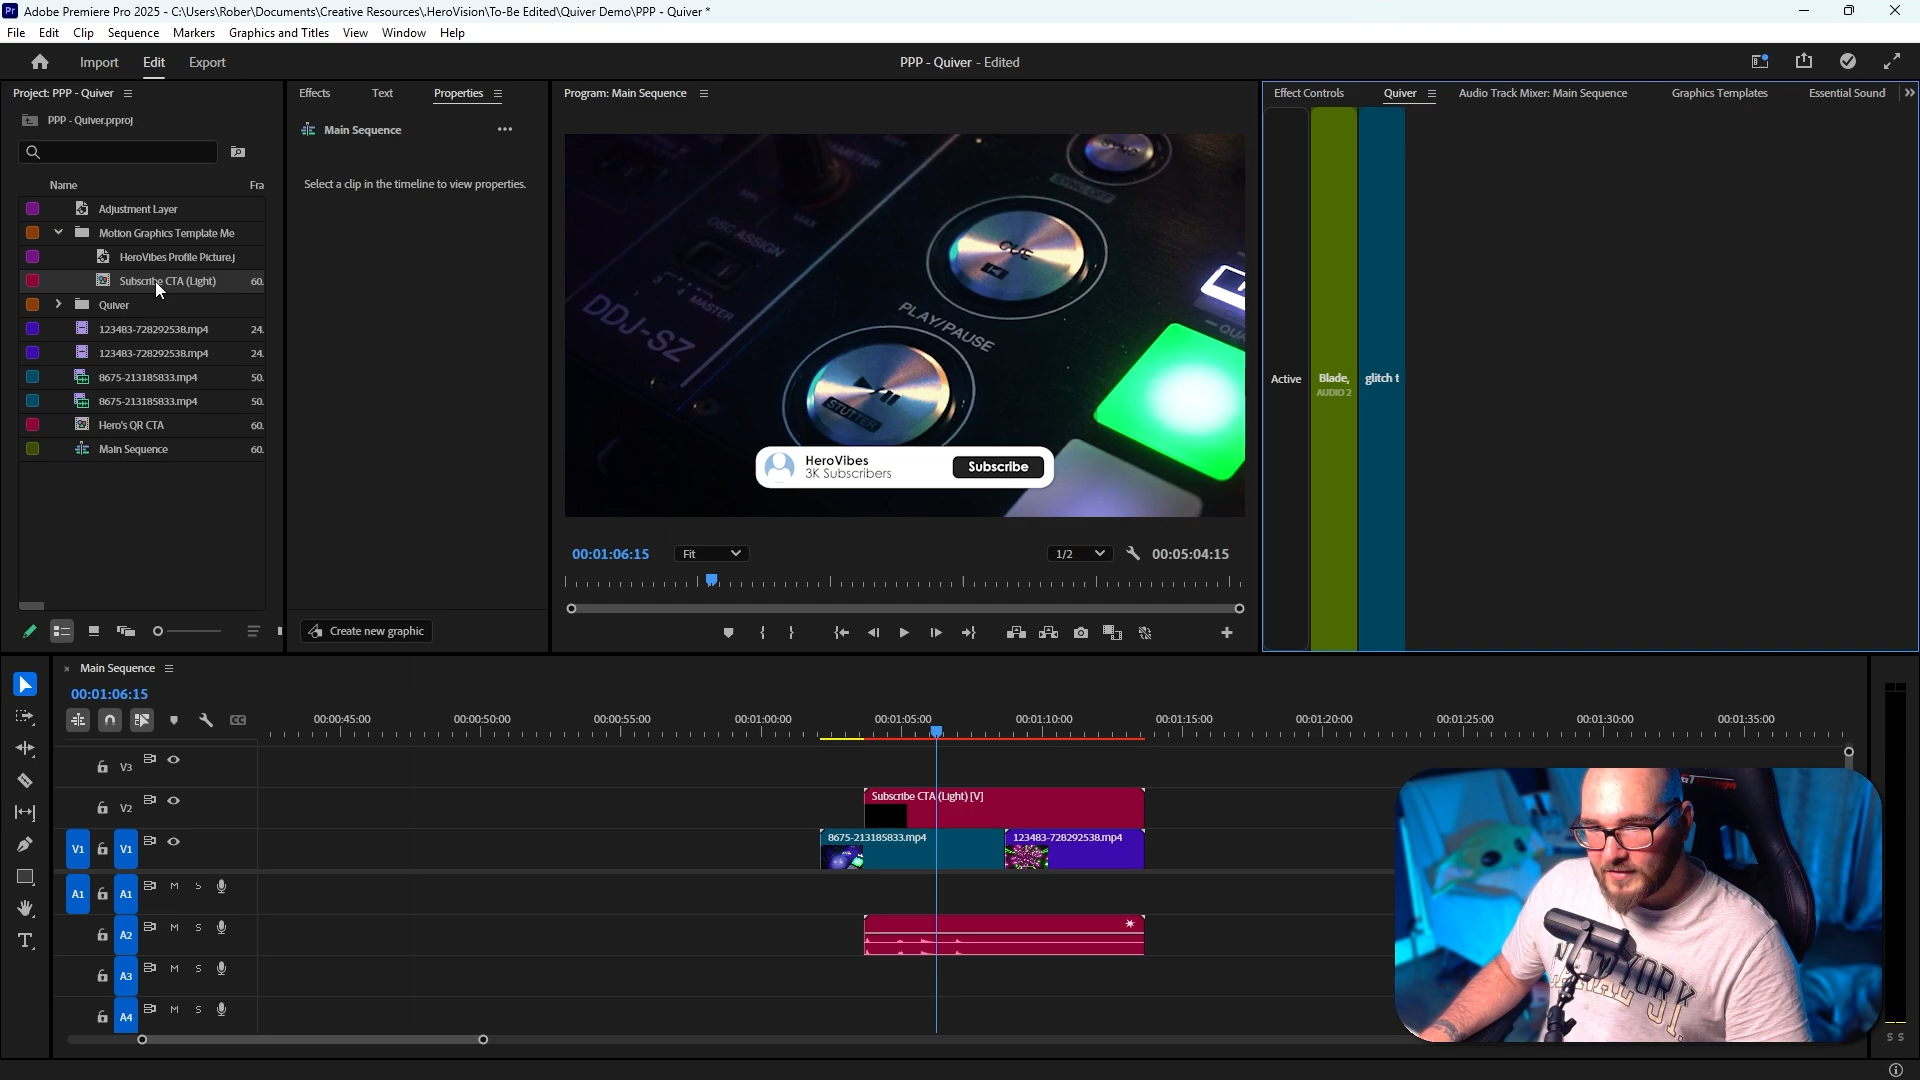 Adobe Premiere Pro 2025 - C:\Users\Rober\Documents\Creative Resources\.HeroVision\To-Be Edited\Quiver Demo\PPP - Quiver *
File Edit Clip Sequence Markers Graphics and Titles View Window Help
Import Edit Export
PPP - Quiver - Edited
Project: PPP - Quiver
PPP - Quiver.prproj
Name Fra
Adjustment Layer
Motion Graphics Template Me
HeroVibes Profile Picture.j
Subscribe CTA (Light) 60.
Quiver
123483-728292538.mp4 24.
123483-728292538.mp4 24.
8675-213185833.mp4 50.
8675-213185833.mp4 50.
Hero's QR CTA 60.
Main Sequence 60.
Effects Text Properties
Main Sequence
Select a clip in the timeline to view properties.
Create new graphic
Program: Main Sequence
SYNC
SYNC OFF
OSC ASSIGN
MASTER
DDJ-SZ
CUE
PLAY/PAUSE
STUTTER
HeroVibes
3K Subscribers
Subscribe
00:01:06:15 Fit 1/2 00:05:04:15
Effect Controls Quiver Audio Track Mixer: Main Sequence Graphics Templates Essential Sound
Active
Blade,
AUDIO 2
glitch t
Main Sequence
00:01:06:15
00:00:45:00 00:00:50:00 00:00:55:00 00:01:00:00 00:01:05:00 00:01:10:00 00:01:15:00 00:01:20:00 00:01:25:00 00:01:30:00 00:01:35:00
V3
V2
Subscribe CTA (Light) [V]
V1 V1
8675-213185833.mp4 123483-728292538.mp4
A1 A1 M S
A2 M S
A3 M S
A4 M S
S S
NEW YORK